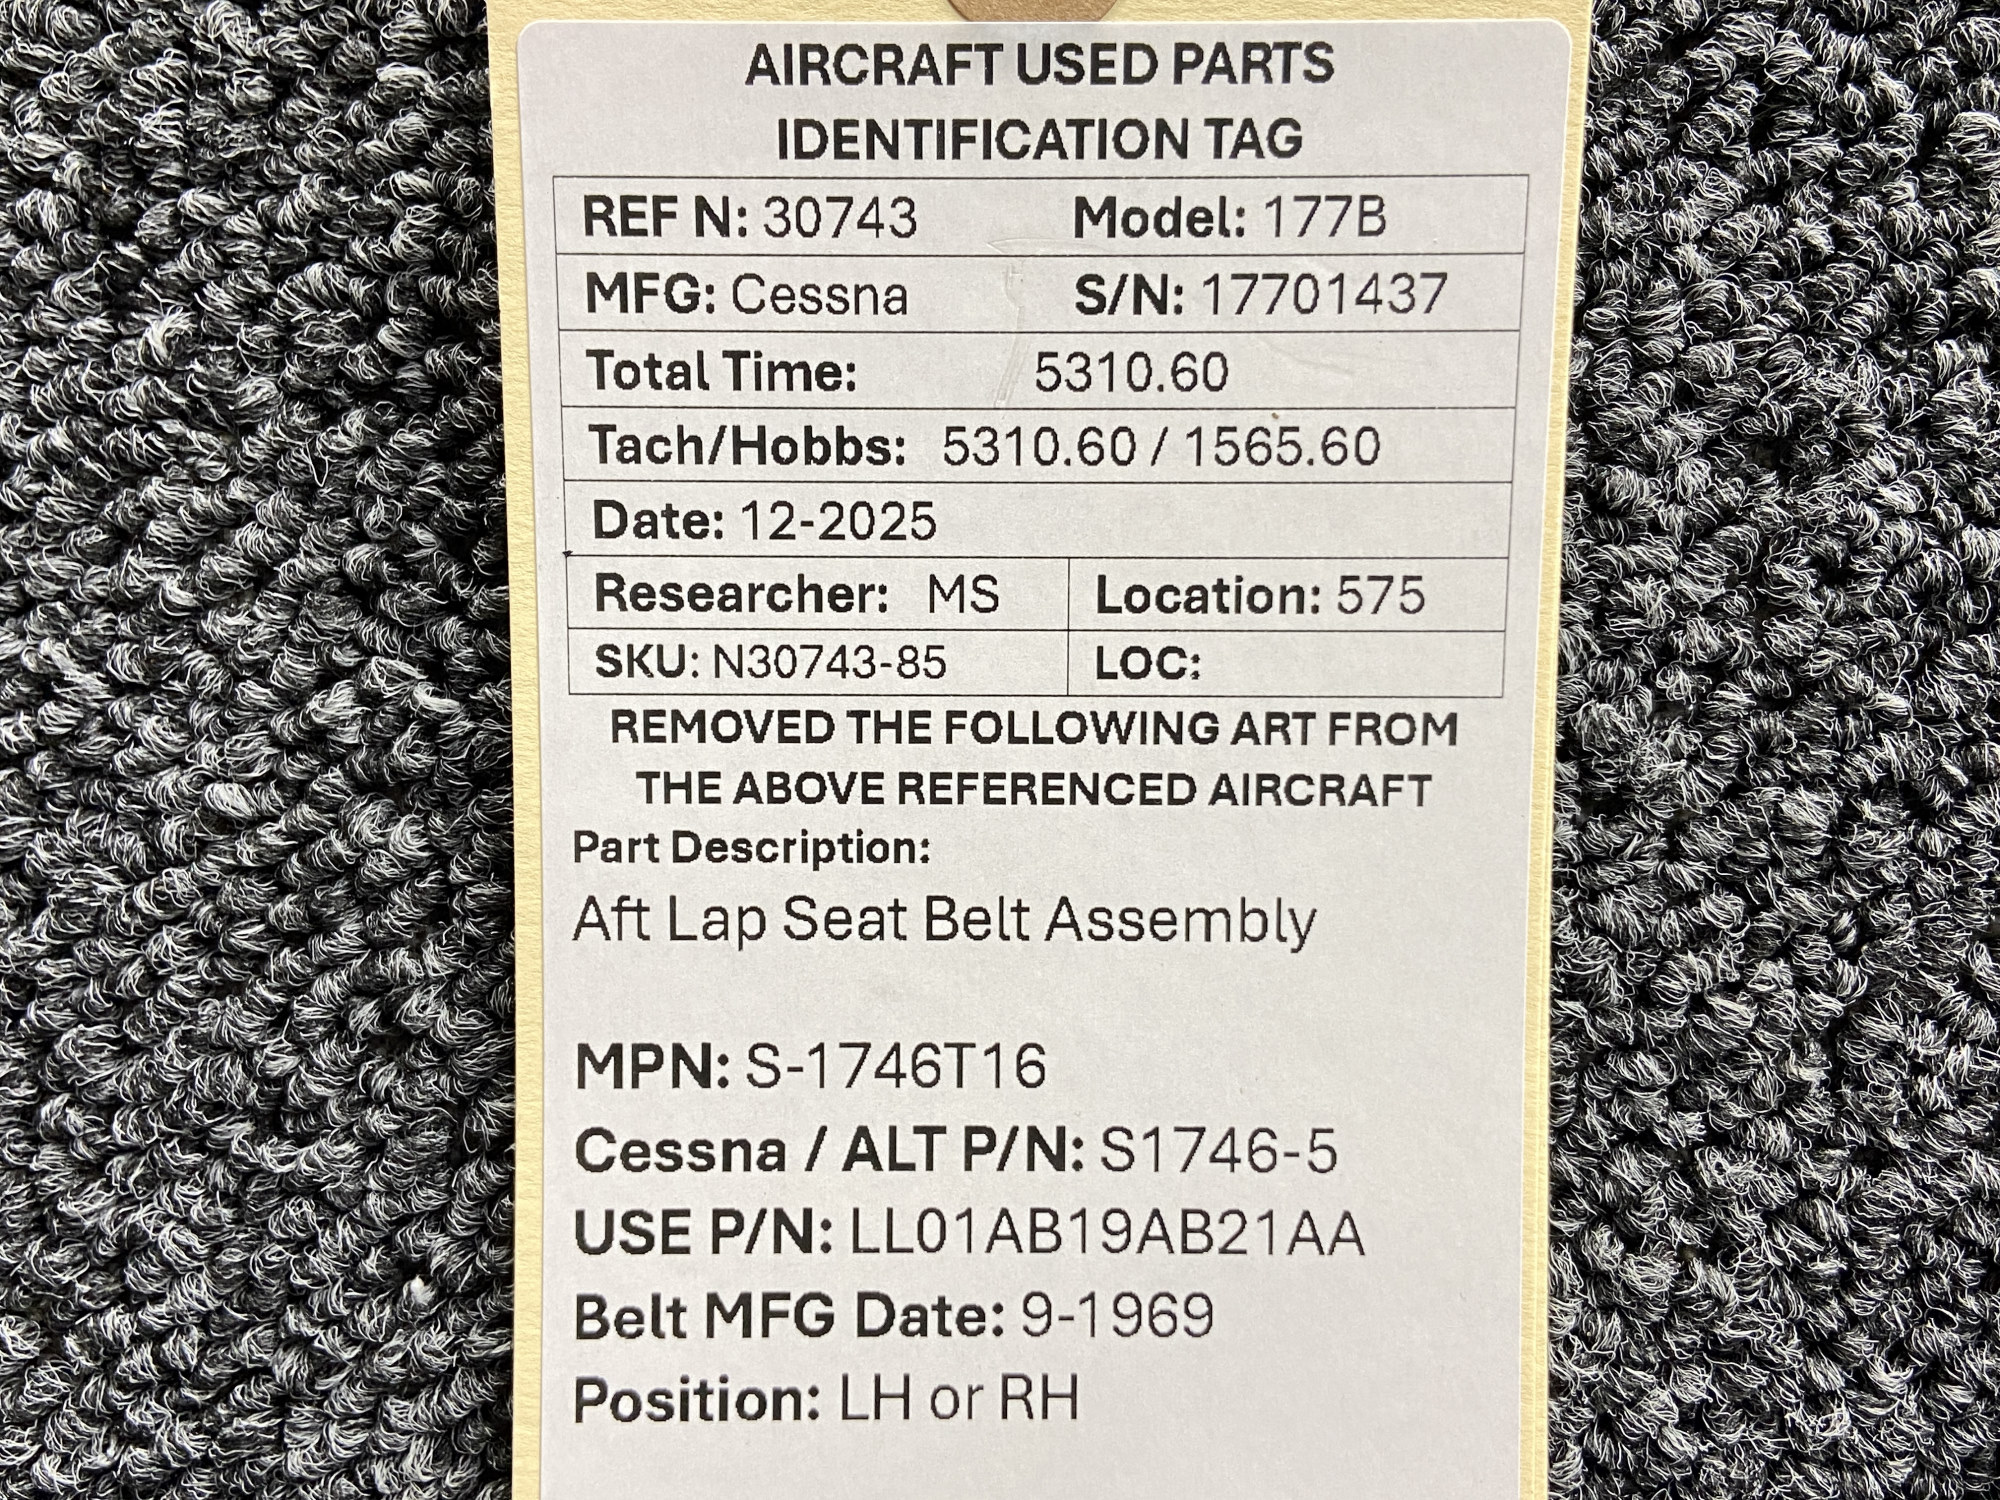 AIRCRAFT USED PARTS
IDENTIFICATION TAG
REF N: 30743 Model: 177B
MFG: Cessna S/N: 17701437
Total Time: 5310.60
Tach/Hobbs: 5310.60 / 1565.60
Date: 12-2025
Researcher: MS Location: 575
SKU: N30743-85 LOC:
REMOVED THE FOLLOWING ART FROM
THE ABOVE REFERENCED AIRCRAFT
Part Description:
Aft Lap Seat Belt Assembly
MPN: S-1746T16
Cessna / ALT P/N: S1746-5
USE P/N: LL01AB19AB21AA
Belt MFG Date: 9-1969
Position: LH or RH